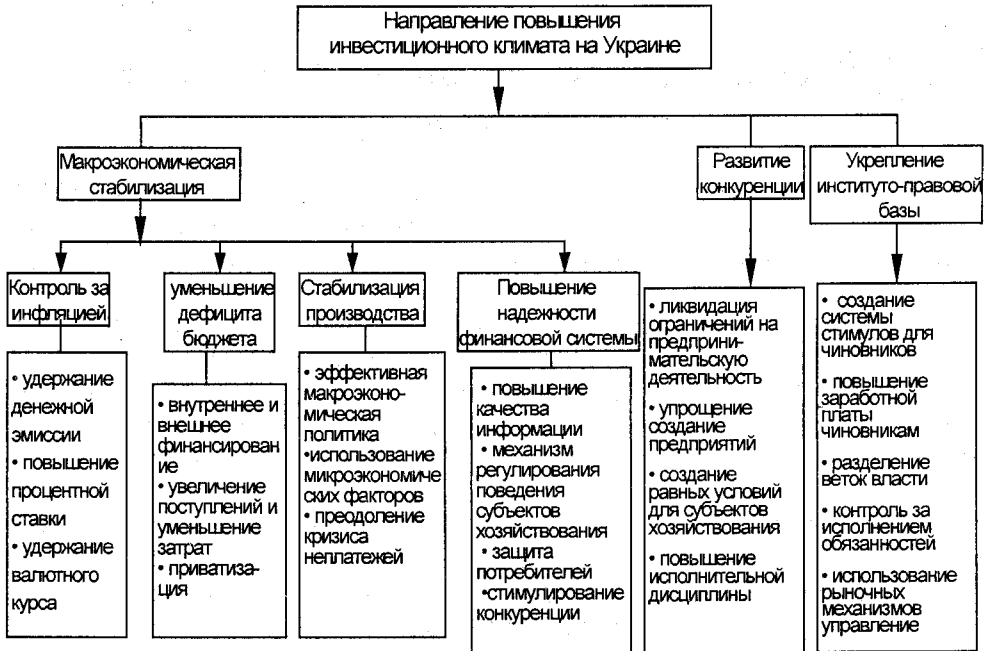 Направление повышения
инвестиционного климата на Украине
Макроэкономическая
стабилизация
Развитие
конкуренции
Укрепление
институто-правовой
базы
Контроль за
инфляцией
уменьшение
дефицита
бюджета
Стабилизация
производства
Повышение
надежности
финансовой системы
• удержание
денежной
эмиссии
• повышение
процентной
ставки
• удержание
валютного
курса
• внутреннее и
внешнее
финансирован
ие
• увеличение
поступлений и
уменьшение
затрат
• приватиза-
ция
• эффективная
макроэконо-
мическая
политика
•использование
микроэкономиче
ских факторов
• преодоление
кризиса
неплатежей
• повышение
качества
информации
• механизм
регулирования
поведения
субъектов
хозяйствования
• защита
потребителей
•стимулирование
конкуренции
• ликвидация
ограничений на
предприни-
мательскую
деятельность
• упрощение
создание
предприятий
• создание
равных условий
для субъектов
хозяйствования
• повышение
исполнительной
дисциплины
• создание
системы
стимулов для
чиновников
• повышение
заработной
платы
чиновникам
• разделение
веток власти
• контроль за
исполнением
обязанностей
• использование
рыночных
механизмов
управление